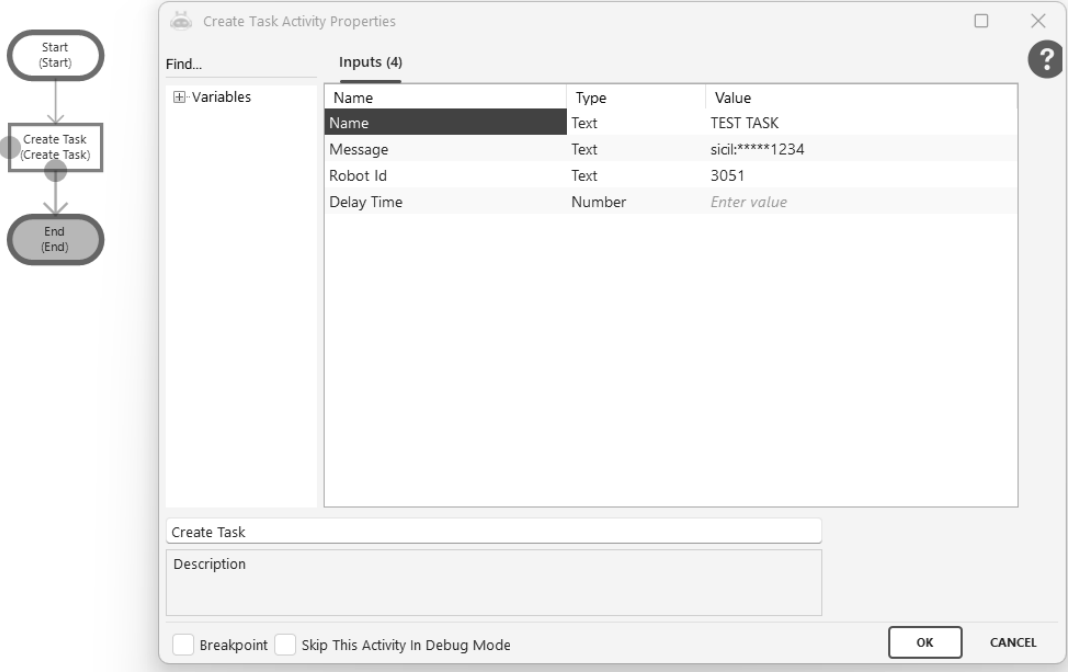 Start
(Start)
Create Task
(Create Task)
End
(End)
Create Task Activity Properties
?
Find...
Variables
Inputs (4)
Name Type Value
Name Text TEST TASK
Message Text sicil:*****1234
Robot Id Text 3051
Delay Time Number Enter value
Create Task
Description
Breakpoint Skip This Activity In Debug Mode
OK CANCEL